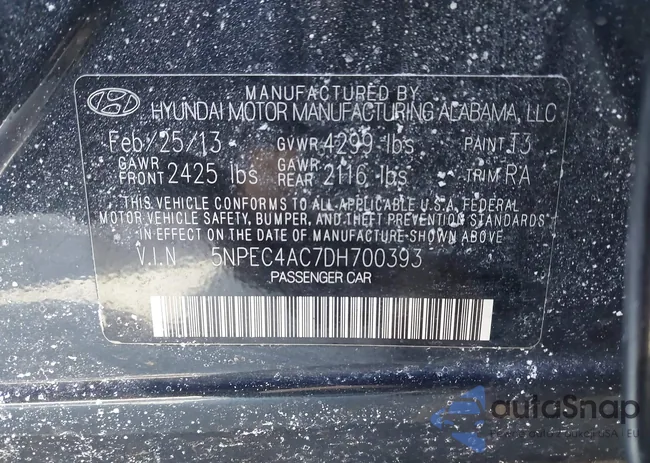 MANUFACTURED BY
HYUNDAI MOTOR MANUFACTURING ALABAMA, LLC
Feb/25/13 GVWR 4299 lbs PAINT T3
GAWR FRONT 2425 lbs GAWR REAR 2116 lbs TRIM RA
THIS VEHICLE CONFORMS TO ALL APPLICABLE U.S.A. FEDERAL
MOTOR VEHICLE SAFETY, BUMPER, AND THEFT PREVENTION STANDARDS
IN EFFECT ON THE DATE OF MANUFACTURE SHOWN ABOVE
V.I.N 5NPEC4AC7DH700393
PASSENGER CAR
autoSnap